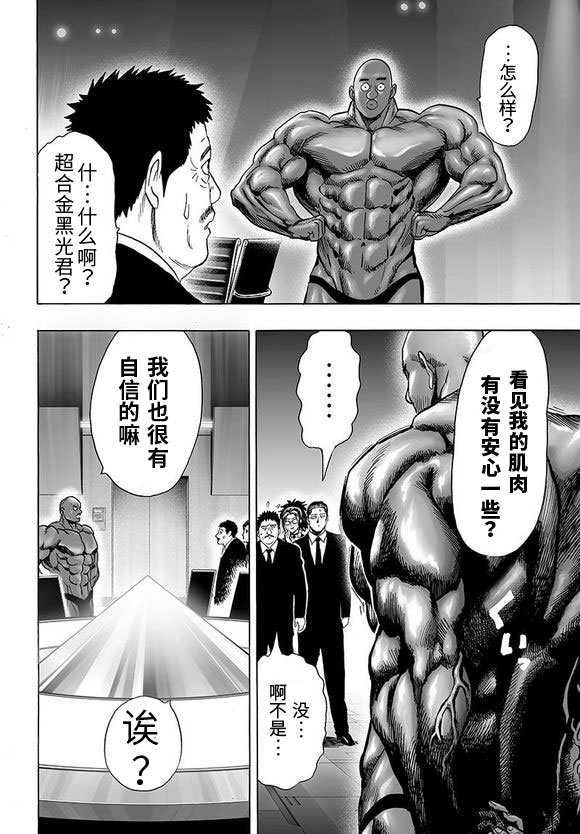 …怎么样？
什…什么啊？
超合金黑光君？
看见我的肌肉
有没有安心一些？
……
没…
啊不是…
我们也很有
自信的嘛
诶？